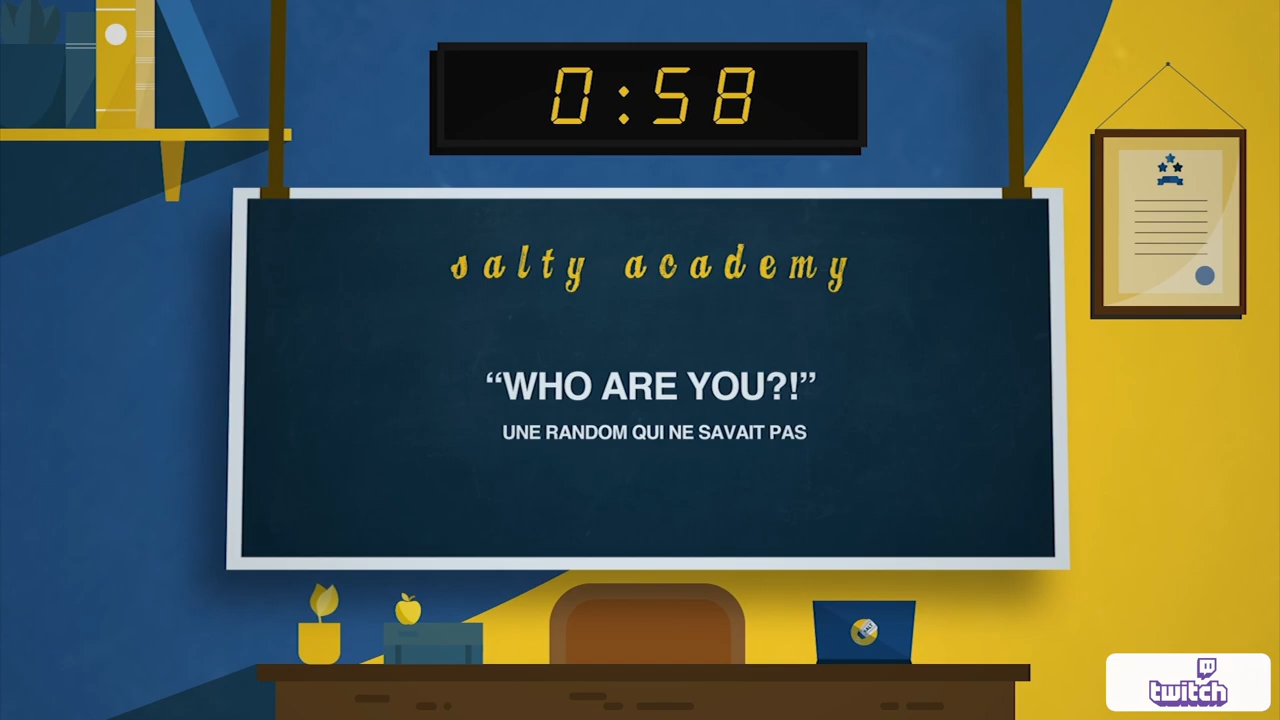 0:58
salty academy
“WHO ARE YOU?!”
UNE RANDOM QUI NE SAVAIT PAS
twitch